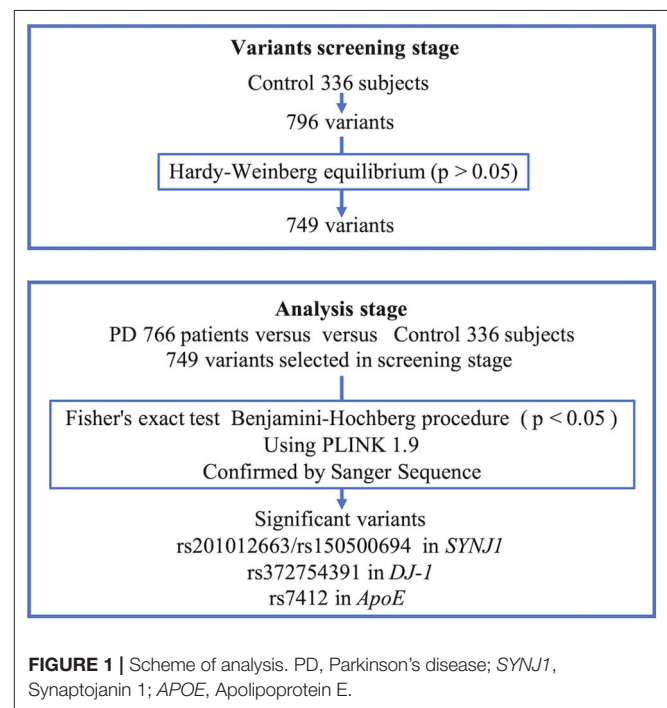 Variants screening stage
Control 336 subjects
796 variants
Hardy-Weinberg equilibrium (p > 0.05)
749 variants
Analysis stage
PD 766 patients versus versus Control 336 subjects
749 variants selected in screening stage
Fisher's exact test Benjamini-Hochberg procedure ( p < 0.05 )
Using PLINK 1.9
Confirmed by Sanger Sequence
Significant variants
rs201012663/rs150500694 in SYNJ1
rs372754391 in DJ-1
rs7412 in ApoE
FIGURE 1 | Scheme of analysis. PD, Parkinson's disease; SYNJ1,
Synaptojanin 1; APOE, Apolipoprotein E.